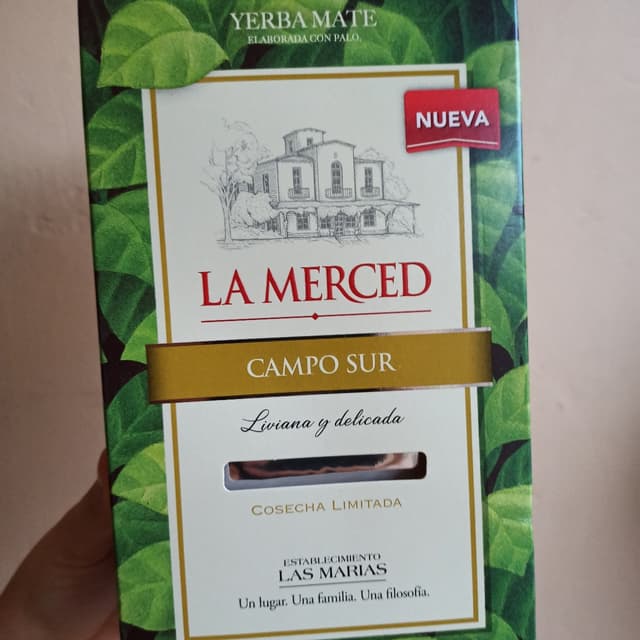 YERBA MATE
ELABORADA CON PALO.
NUEVA
LA MERCED
CAMPO SUR
Liviana y delicada
COSECHA LIMITADA
ESTABLECIMIENTO
LAS MARIAS
Un lugar. Una familia. Una filosofía.